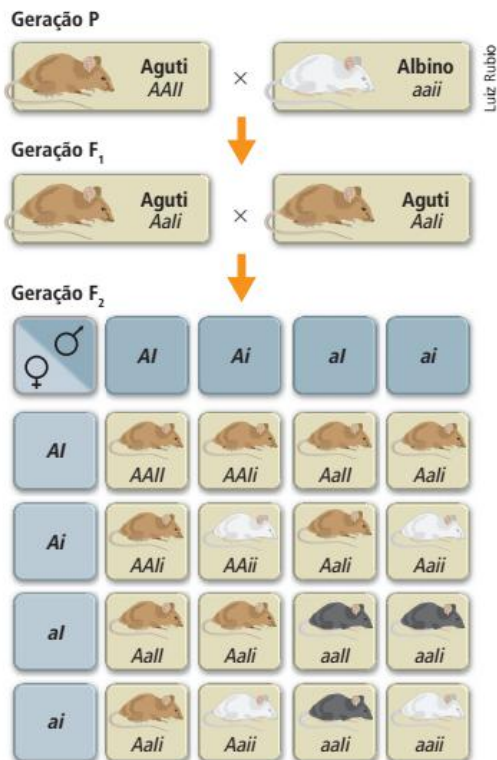 Geração P
Aguti
AAII
×
Albino
aaii
Luiz Rubio
Geração F1
Aguti
AaIi
×
Aguti
AaIi
Geração F2
♀ ♂
AI Ai aI ai
AI
AAII AAIi AaII AaIi
Ai
AAIi AAii AaIi Aaii
aI
AaII AaIi aaII aaIi
ai
AaIi Aaii aaIi aaii